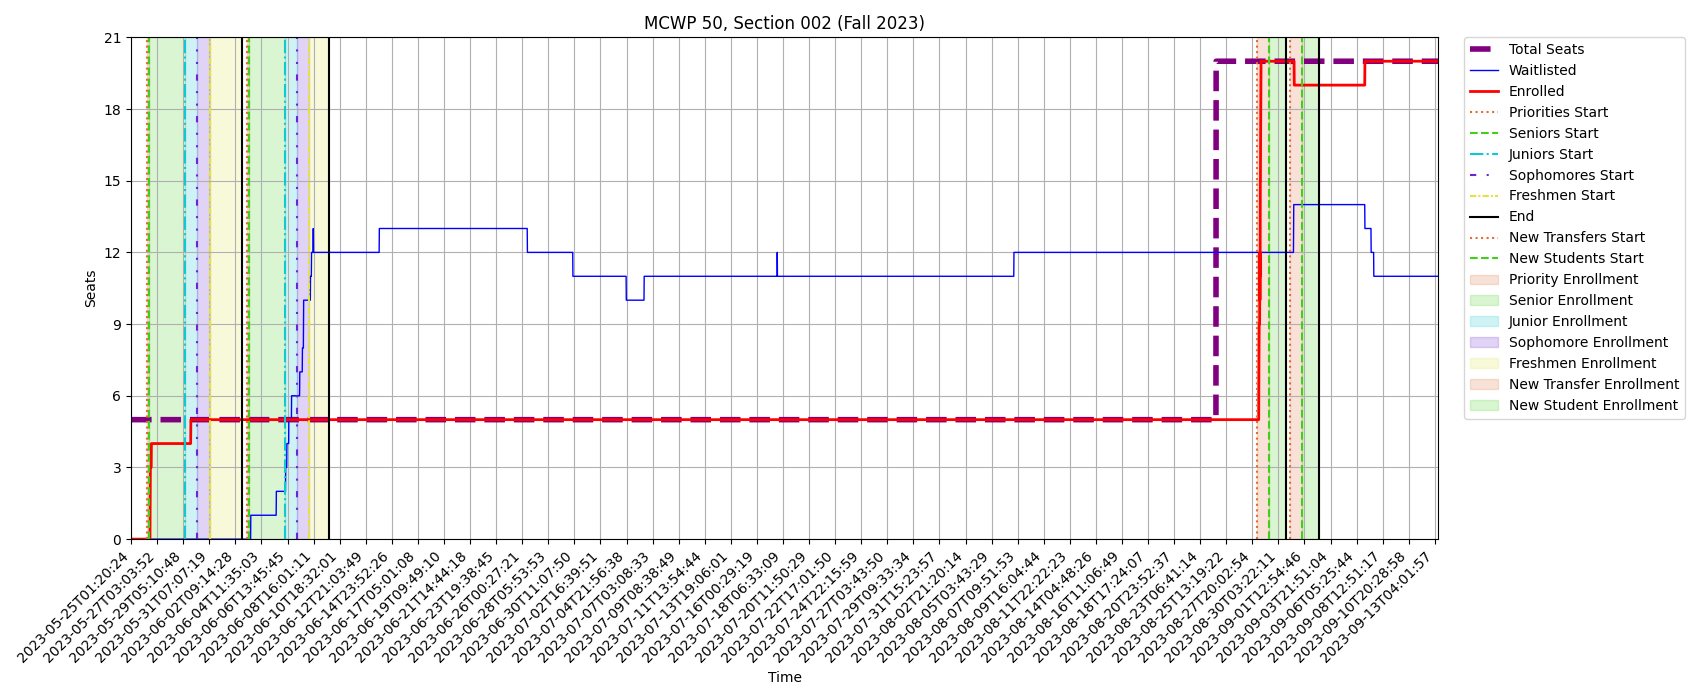 MCWP 50, Section 002 (Fall 2023)
Seats
21
18
15
12
9
6
3
0
2023-05-25T01:20:24
2023-05-27T03:03:52
2023-05-29T05:10:48
2023-05-31T07:07:19
2023-06-02T09:14:28
2023-06-04T11:35:03
2023-06-06T13:45:45
2023-06-08T16:01:11
2023-06-10T18:32:01
2023-06-12T21:03:49
2023-06-14T23:52:26
2023-06-17T05:01:08
2023-06-19T09:49:10
2023-06-21T14:44:18
2023-06-23T19:38:45
2023-06-26T00:27:21
2023-06-28T05:53:53
2023-06-30T11:07:50
2023-07-02T16:39:51
2023-07-04T21:56:38
2023-07-07T03:08:33
2023-07-09T08:38:49
2023-07-11T13:54:44
2023-07-13T19:06:01
2023-07-16T00:29:19
2023-07-18T06:33:09
2023-07-20T11:50:29
2023-07-22T17:01:50
2023-07-24T22:15:59
2023-07-27T03:43:50
2023-07-29T09:33:34
2023-07-31T15:23:57
2023-08-02T21:20:14
2023-08-05T03:43:29
2023-08-07T09:51:53
2023-08-09T16:04:44
2023-08-11T22:22:23
2023-08-14T04:48:26
2023-08-16T11:06:49
2023-08-18T17:24:07
2023-08-20T23:52:37
2023-08-23T06:41:14
2023-08-25T13:19:22
2023-08-27T20:02:54
2023-08-30T03:22:11
2023-09-01T12:54:46
2023-09-03T21:51:04
2023-09-06T05:25:44
2023-09-08T12:51:17
2023-09-10T20:28:58
2023-09-13T04:01:57
Time
Total Seats
Waitlisted
Enrolled
Priorities Start
Seniors Start
Juniors Start
Sophomores Start
Freshmen Start
End
New Transfers Start
New Students Start
Priority Enrollment
Senior Enrollment
Junior Enrollment
Sophomore Enrollment
Freshmen Enrollment
New Transfer Enrollment
New Student Enrollment